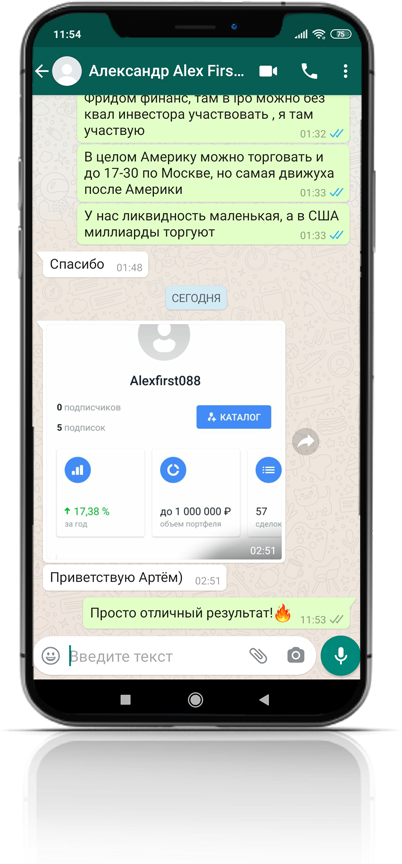 11:54
75
Александр Alex Firs...
Фридом финанс, там в ipo можно без
квал инвестора участвовать , я там
участвую
01:32
В целом Америку можно торговать и
до 17-30 по Москве, но самая движуха
после Америки
01:33
У нас ликвидность маленькая, а в США
миллиарды торгуют
01:33
Спасибо
01:48
СЕГОДНЯ
Alexfirst088
0 подписчиков
5 подписок
КАТАЛОГ
17,38 %
за год
до 1 000 000 ₽
объем портфеля
57
сделок
02:51
Приветствую Артём)
02:51
Просто отличный результат!🔥
11:53
Введите текст